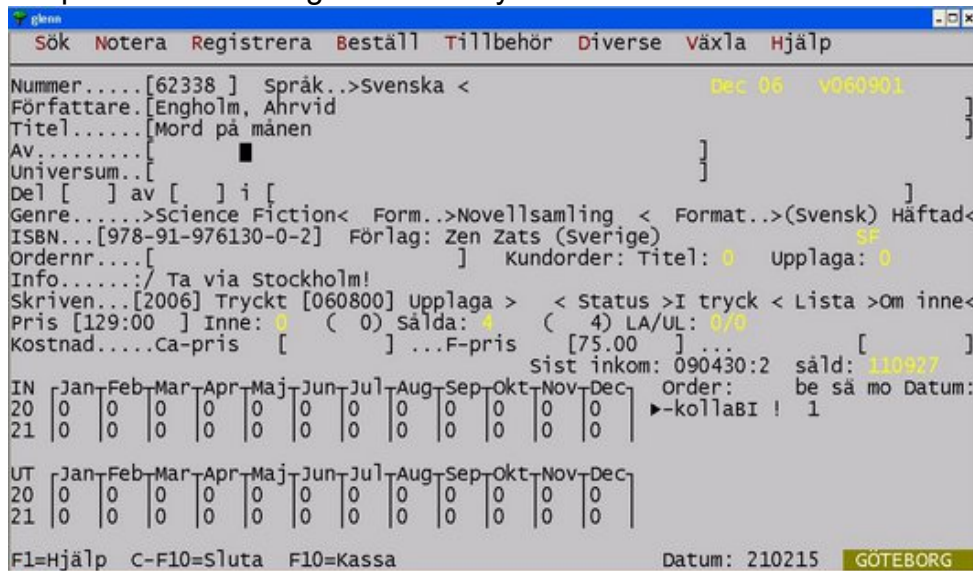 glenn
Sök Notera Registrera Beställ Tillbehör Diverse Växla Hjälp
Nummer.....[62338 ] Språk..>Svenska < Dec 06 v060901
Författare.[Engholm, Ahrvid ]
Titel......[Mord på månen ]
Av.........[ ]
Universum..[ ]
Del [ ] av [ ] i [ ]
Genre......>Science Fiction< Form..>Novellsamling < Format..>(Svensk) Häftad<
ISBN...[978-91-976130-0-2] Förlag: Zen Zats (Sverige) SF
Ordernr....[ ] Kundorder: Titel: 0 Upplaga: 0
Info......:/ Ta via Stockholm!
Skriven...[2006] Tryckt [060800] Upplaga > < Status >I tryck < Lista >Om inne<
Pris [129:00 ] Inne: 0 ( 0) Sålda: 4 ( 4) LA/UL: 0/0
Kostnad.....Ca-pris [ ] ...F-pris [75.00 ] ... [ ]
Sist inkom: 090430:2 såld: 110927
IN Jan Feb Mar Apr Maj Jun Jul Aug Sep Okt Nov Dec Order: be sä mo Datum:
20 0 0 0 0 0 0 0 0 0 0 0 0 ►-kollaBI ! 1
21 0 0 0 0 0 0 0 0 0 0 0 0
UT Jan Feb Mar Apr Maj Jun Jul Aug Sep Okt Nov Dec
20 0 0 0 0 0 0 0 0 0 0 0 0
21 0 0 0 0 0 0 0 0 0 0 0 0
F1=Hjälp C-F10=Sluta F10=Kassa Datum: 210215 GÖTEBORG